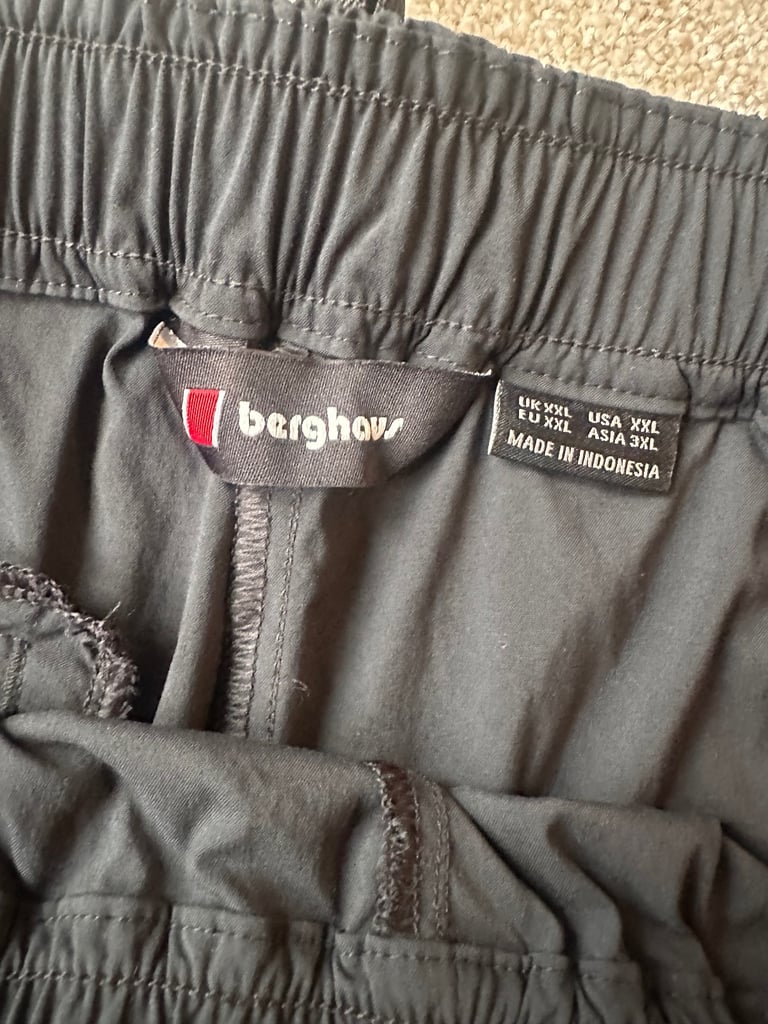 berghaus
UK XXL USA XXL
EU XXL ASIA 3XL
MADE IN INDONESIA